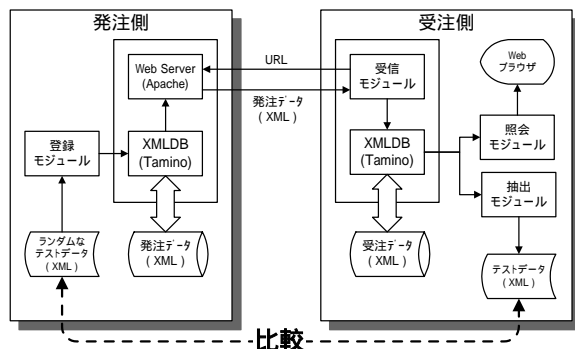 発注側
Web Server
(Apache)
登録
モジュール
XMLDB
(Tamino)
ランダムな
テストデータ
( XML )
発注データ
( XML )
URL
発注データ
( XML )
受注側
受信
モジュール
Web
ブラウザ
XMLDB
(Tamino)
照会
モジュール
抽出
モジュール
受注データ
( XML )
テストデータ
( XML )
比較